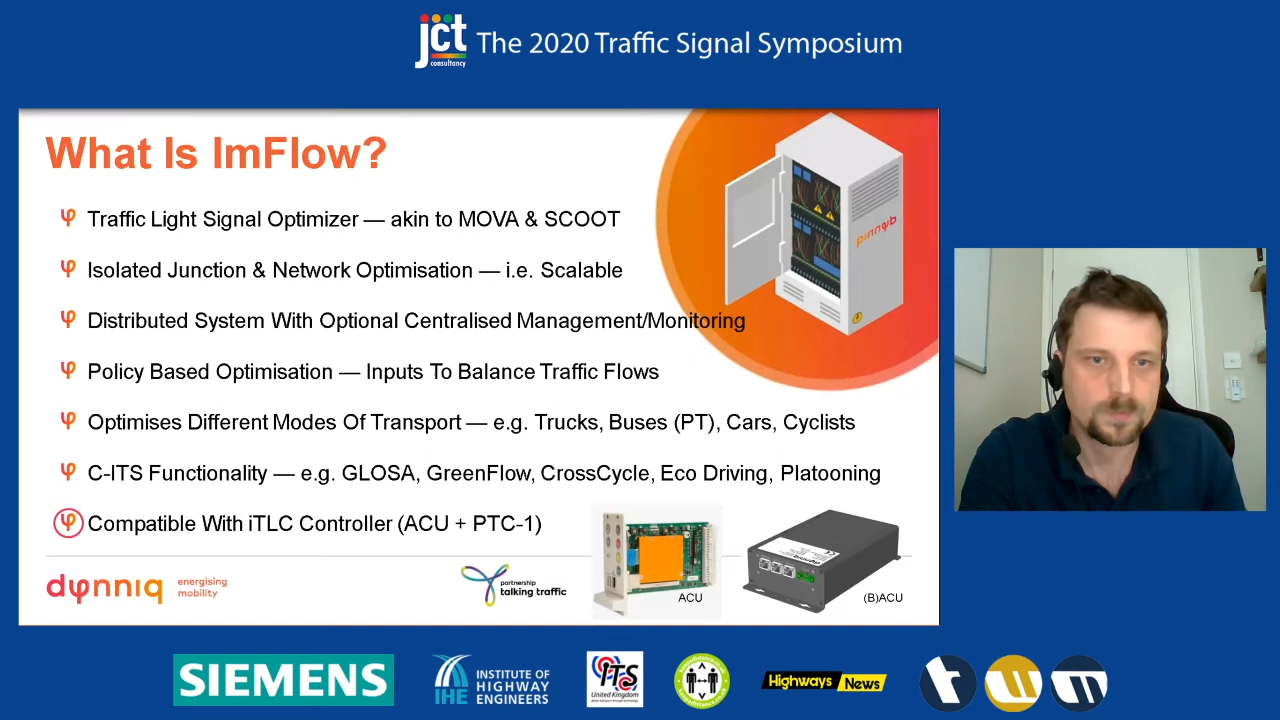 jct
consultancy
The 2020 Traffic Signal Symposium
What Is ImFlow?
Traffic Light Signal Optimizer — akin to MOVA & SCOOT
Isolated Junction & Network Optimisation — i.e. Scalable
Distributed System With Optional Centralised Management/Monitoring
Policy Based Optimisation — Inputs To Balance Traffic Flows
Optimises Different Modes Of Transport — e.g. Trucks, Buses (PT), Cars, Cyclists
C-ITS Functionality — e.g. GLOSA, GreenFlow, CrossCycle, Eco Driving, Platooning
Compatible With iTLC Controller (ACU + PTC-1)
dynniq
energising
mobility
partnership
talking traffic
ACU
dynniq
(B)ACU
SIEMENS
IHE
INSTITUTE OF
HIGHWAY
ENGINEERS
ITS
United Kingdom
Highways
News